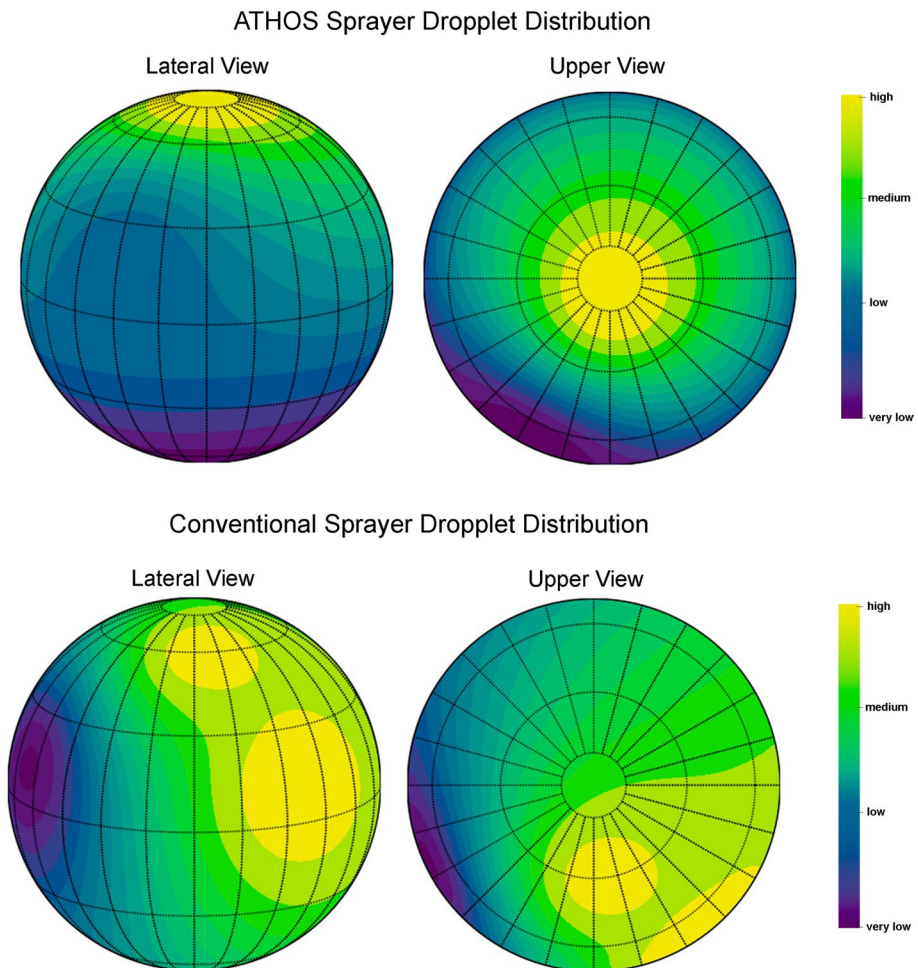 ATHOS Sprayer Dropplet Distribution
Lateral View
Upper View
high
medium
low
very low
Conventional Sprayer Dropplet Distribution
Lateral View
Upper View
high
medium
low
very low